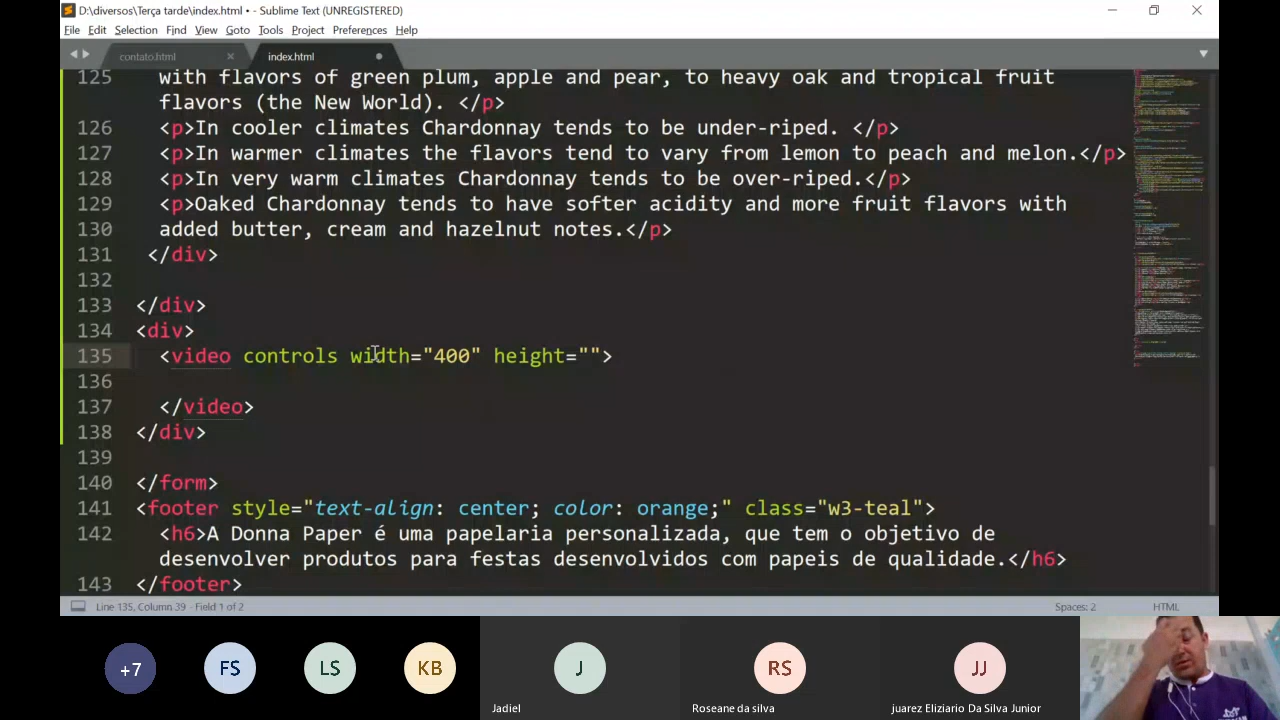 D:\diversos\Terça tarde\index.html • - Sublime Text (UNREGISTERED)
File Edit Selection Find View Goto Tools Project Preferences Help
contato.html index.html
125 with flavors of green plum, apple and pear, to heavy oak and tropical fruit
flavors (the New World). </p>
126 <p>In cooler climates Chardonnay tends to be under-riped. </p>
127 <p>In warmer climates the flavors tend to vary from lemon to peach and melon.</p>
128 <p>In very warm climates Chardonnay tends to be over-riped.</p>
129 <p>Oaked Chardonnay tends to have softer acidity and more fruit flavors with
130 added butter, cream and hazelnut notes.</p>
131 </div>
132
133 </div>
134 <div>
135 <video controls width="400" height="">
136
137 </video>
138 </div>
139
140 </form>
141 <footer style="text-align: center; color: orange;" class="w3-teal">
142 <h6>A Donna Paper é uma papelaria personalizada, que tem o objetivo de
desenvolver produtos para festas desenvolvidos com papeis de qualidade.</h6>
143 </footer>
Line 135, Column 39 - Field 1 of 2 Spaces: 2 HTML
+7 FS LS KB J RS JJ
Jadiel Roseane da silva juarez Eliziario Da Silva Junior